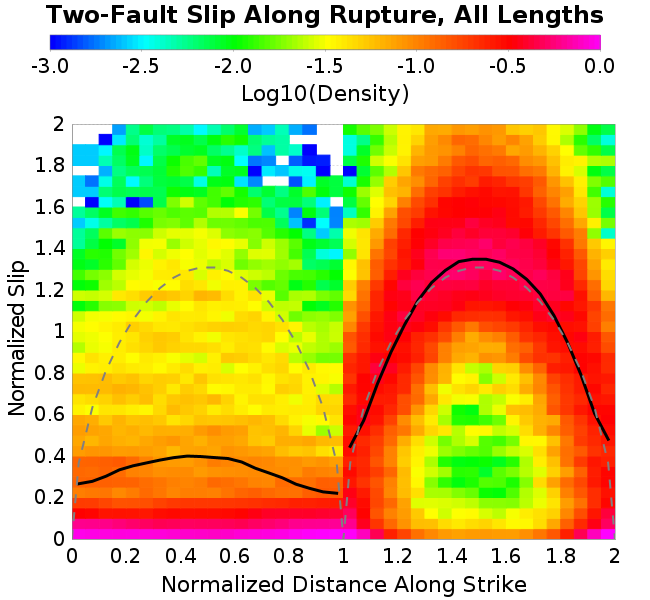 Two-Fault Slip Along Rupture, All Lengths
-3.0 -2.5 -2.0 -1.5 -1.0 -0.5 0.0
Log10(Density)
2
1.8
1.6
1.4
1.2
1
0.8
0.6
0.4
0.2
0
Normalized Slip
0 0.2 0.4 0.6 0.8 1 1.2 1.4 1.6 1.8 2
Normalized Distance Along Strike